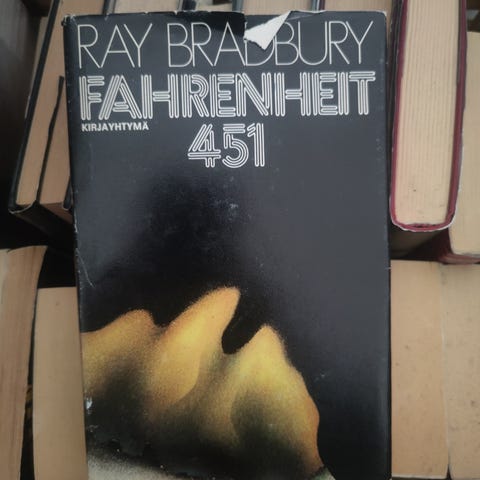 RAY BRADBURY
FAHRENHEIT
KIRJAYHTYMÄ
451